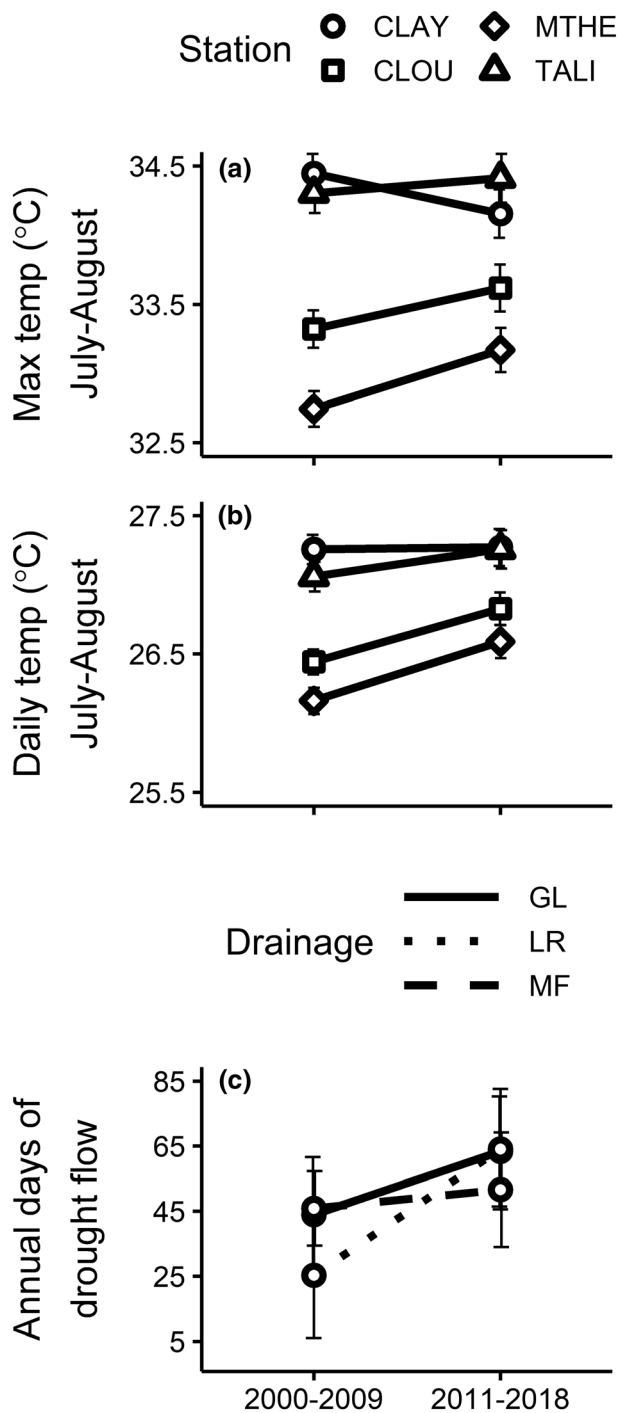 Station
CLAY
MTHE
CLOU
TALI
(a)
34.5
33.5
32.5
Max temp (°C)
July-August
(b)
27.5
26.5
25.5
Daily temp (°C)
July-August
Drainage
GL
LR
MF
(c)
85
65
45
25
5
Annual days of
drought flow
2000-2009
2011-2018